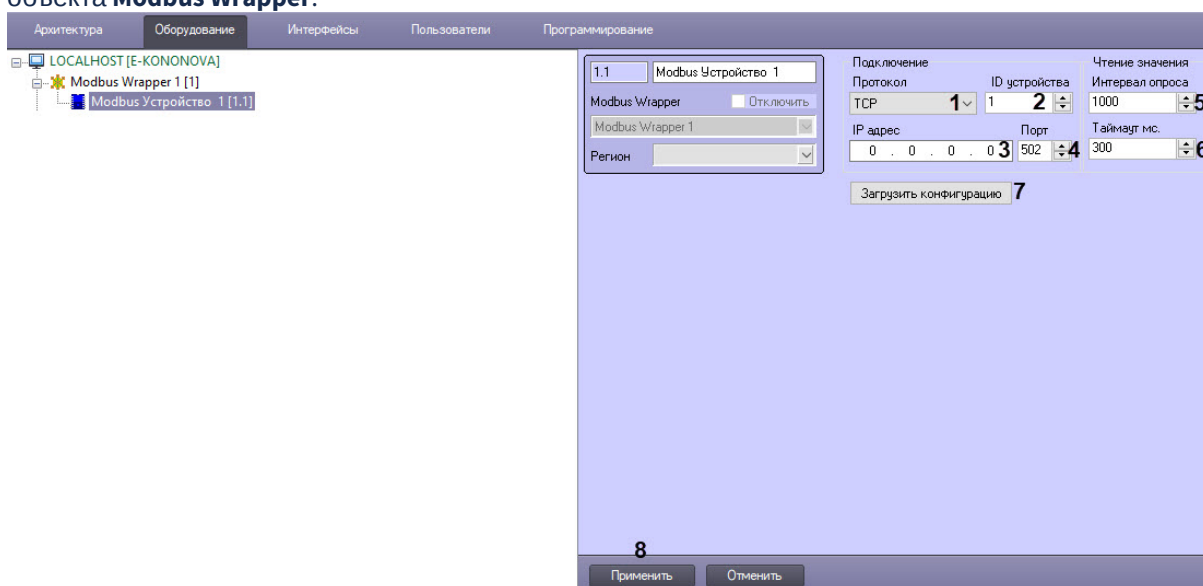 объекта Modbus Wrapper.
Архитектура Оборудование Интерфейсы Пользователи Программирование
LOCALHOST [E-KONONOVA]
Modbus Wrapper 1 [1]
Modbus Устройство 1 [1.1]
1.1 Modbus Устройство 1
Modbus Wrapper Отключить
Modbus Wrapper 1
Регион
Подключение
Протокол ID устройства
TCP 1 1 2
IP адрес Порт
0 . 0 . 0 . 0 3 502 4
Чтение значения
Интервал опроса
1000 5
Таймаут мс.
300 6
Загрузить конфигурацию 7
8
Применить Отменить